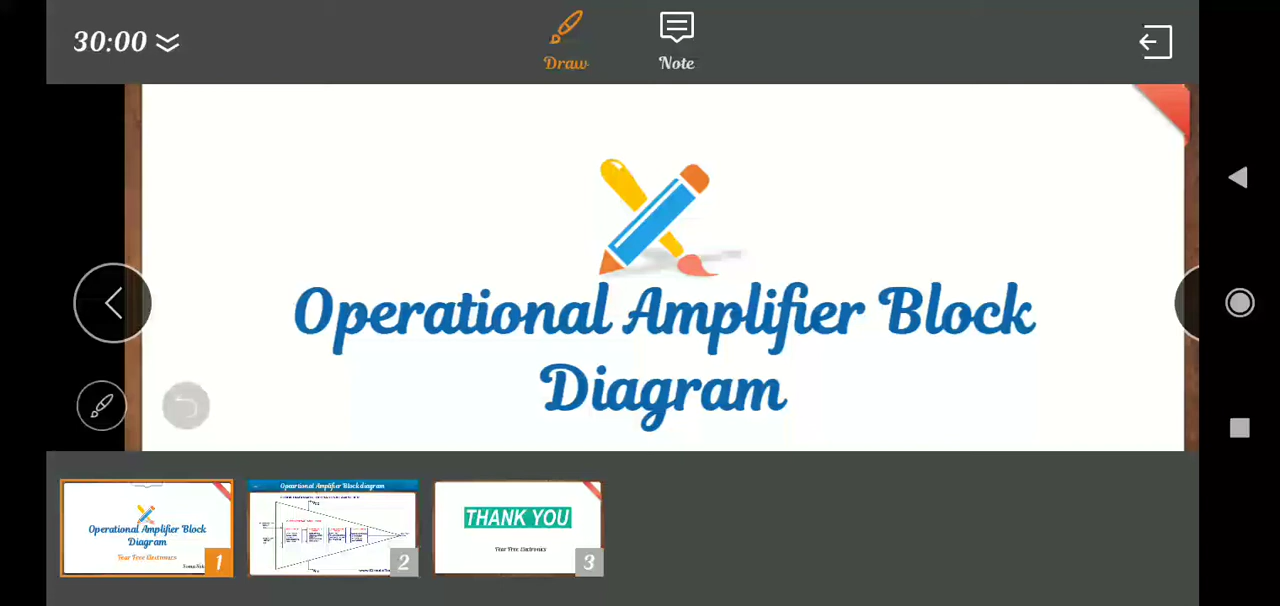 30:00
Draw
Note
Operational Amplifier Block
Diagram
Operational Amplifier Block
Diagram
Your Free Electronics
1
Opeartional Amplifier Block diagram
2
THANK YOU
Your Free Electronics
3